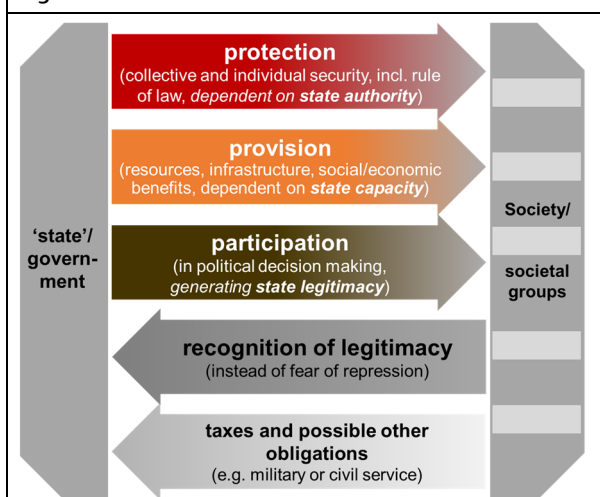 protection
(collective and individual security, incl. rule
of law, dependent on state authority)
provision
(resources, infrastructure, social/economic
benefits, dependent on state capacity)
participation
(in political decision making,
generating state legitimacy)
‘state’/
govern-
ment
Society/
societal
groups
recognition of legitimacy
(instead of fear of repression)
taxes and possible other
obligations
(e.g. military or civil service)